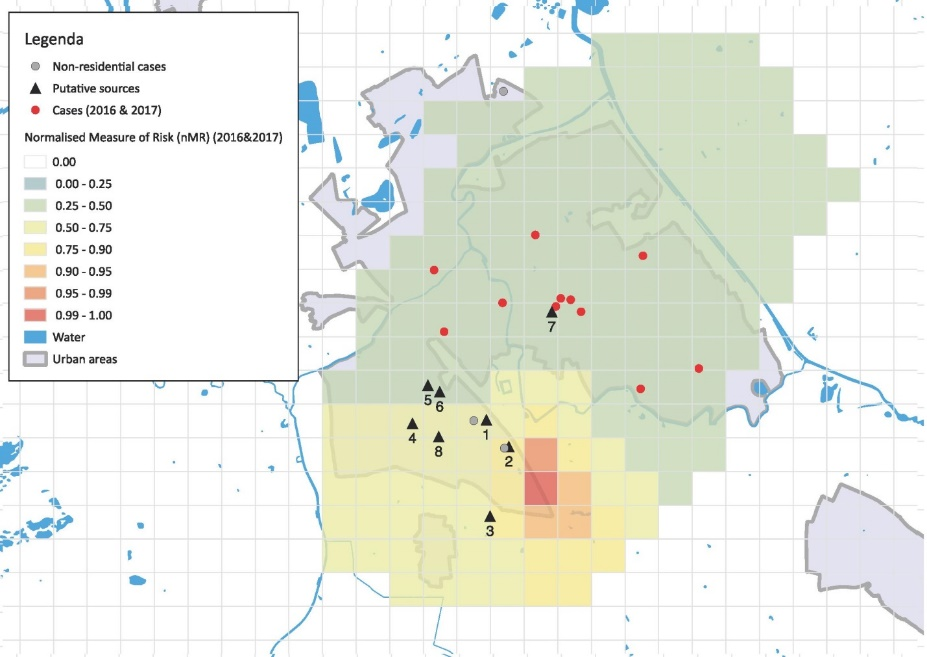 Legenda
Non-residential cases
Putative sources
Cases (2016 & 2017)
Normalised Measure of Risk (nMR) (2016&2017)
0.00
0.00 - 0.25
0.25 - 0.50
0.50 - 0.75
0.75 - 0.90
0.90 - 0.95
0.95 - 0.99
0.99 - 1.00
Water
Urban areas
7
5
6
4
8
1
2
3